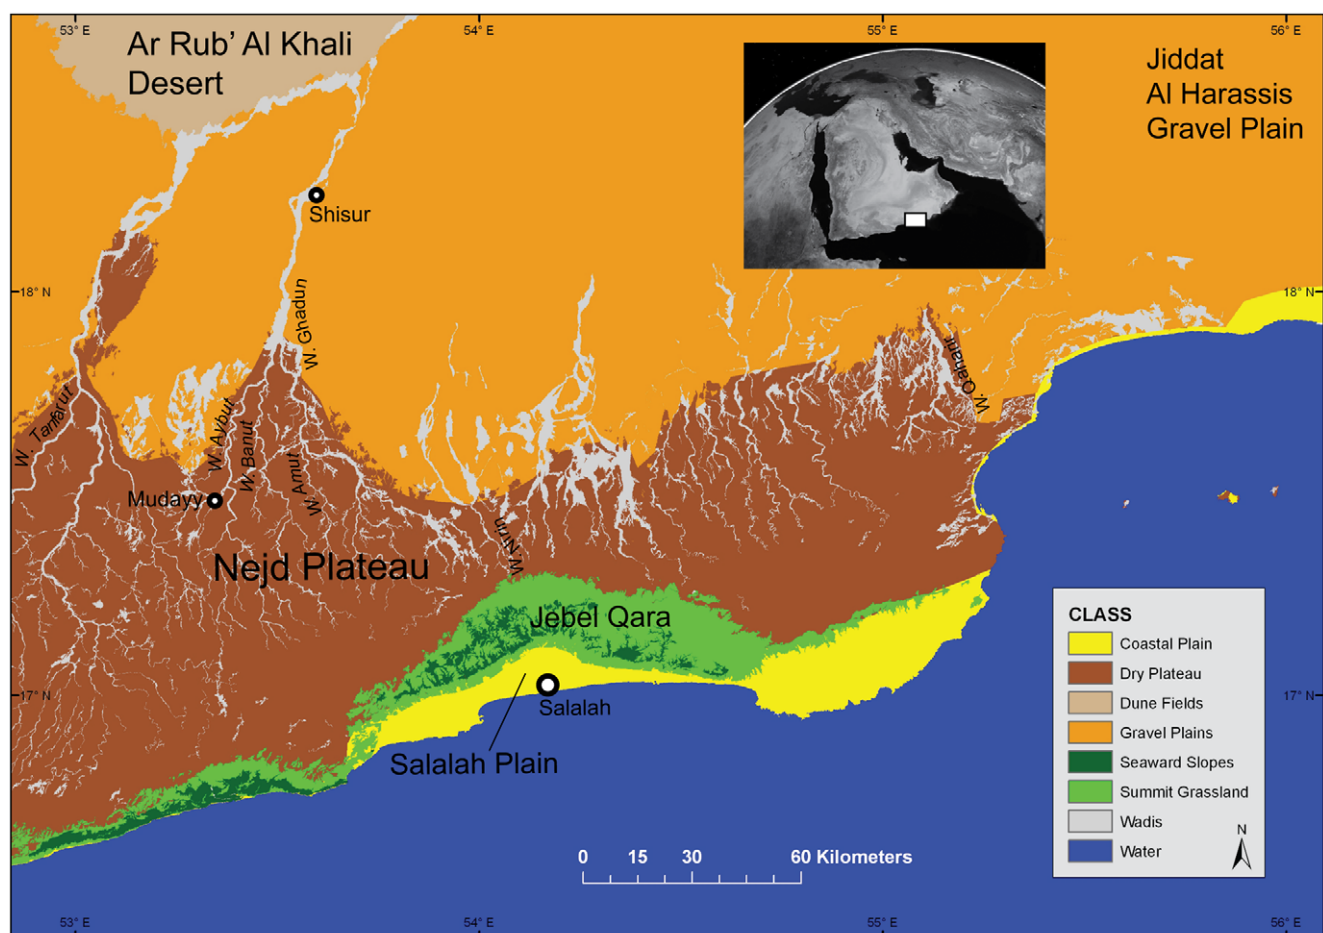 53° E
54° E
55° E
56° E
Ar Rub' Al Khali
Desert
Jiddat
Al Harassis
Gravel Plain
Shisur
18° N
18° N
W. Ghadun
W. Qahann
W. Tanfarut
W. Aybut
W. Banut
W. Amut
Mudayy
W. Nirin
Nejd Plateau
Jebel Qara
17° N
17° N
Salalah
Salalah Plain
CLASS
Coastal Plain
Dry Plateau
Dune Fields
Gravel Plains
Seaward Slopes
Summit Grassland
Wadis
Water
N
0 15 30 60 Kilometers
53° E
54° E
55° E
56° E